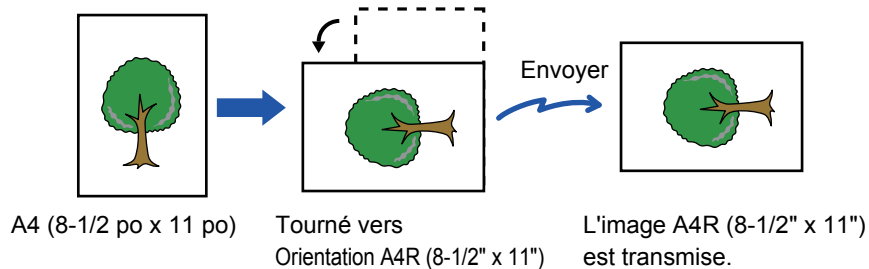 Envoyer
A4 (8-1/2 po x 11 po)
Tourné vers
Orientation A4R (8-1/2" x 11")
L'image A4R (8-1/2" x 11")
est transmise.